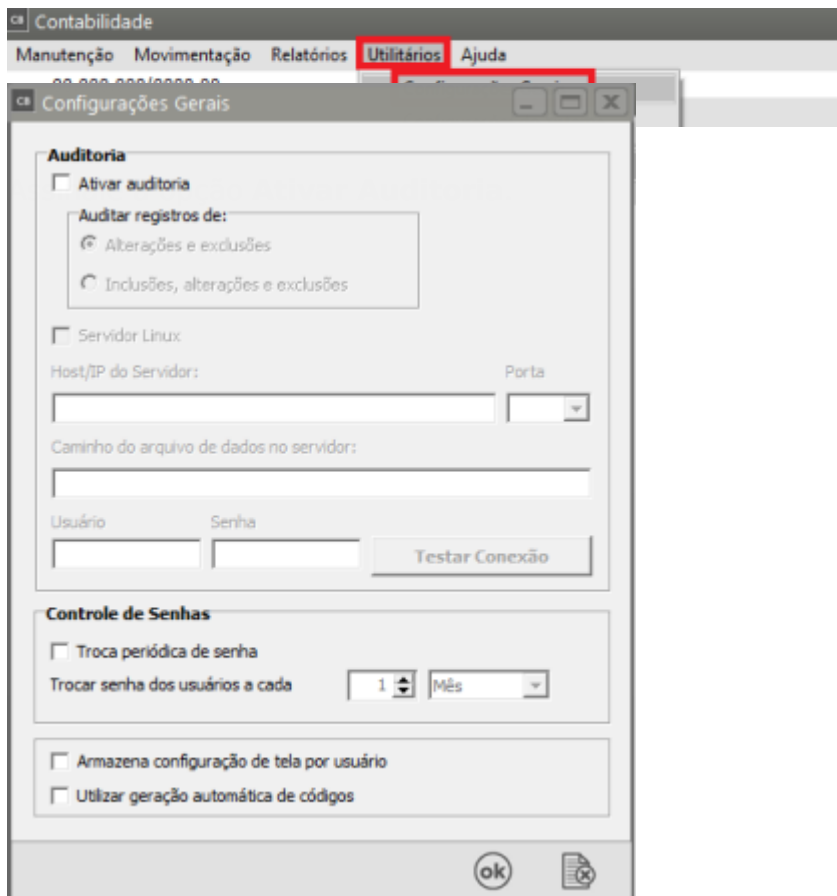 CB Contabilidade
Manutenção Movimentação Relatórios Utilitários Ajuda
CB Configurações Gerais
Auditoria
Ativar auditoria
Auditar registros de:
Alterações e exclusões
Inclusões, alterações e exclusões
Servidor Linux
Host/IP do Servidor: Porta
Caminho do arquivo de dados no servidor:
Usuário Senha
Testar Conexão
Controle de Senhas
Troca periódica de senha
Trocar senha dos usuários a cada 1 Mês
Armazena configuração de tela por usuário
Utilizar geração automática de códigos
ok